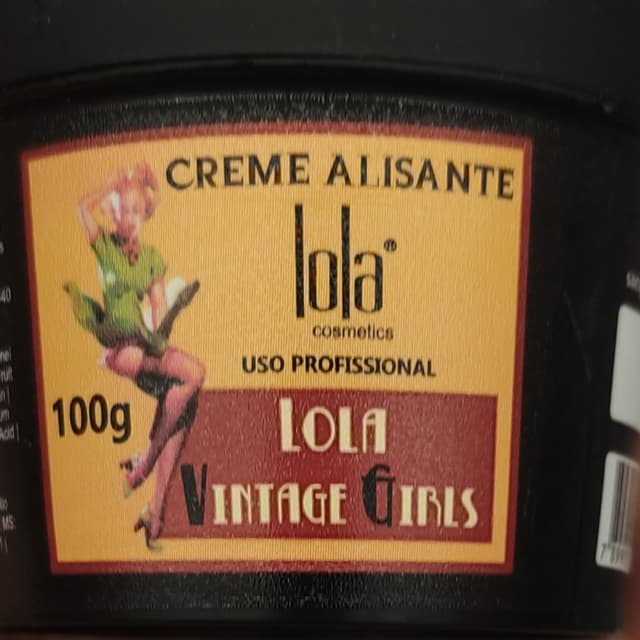 CREME ALISANTE
lola®
cosmetics
USO PROFISSIONAL
100g
LOLA
VINTAGE GIRLS